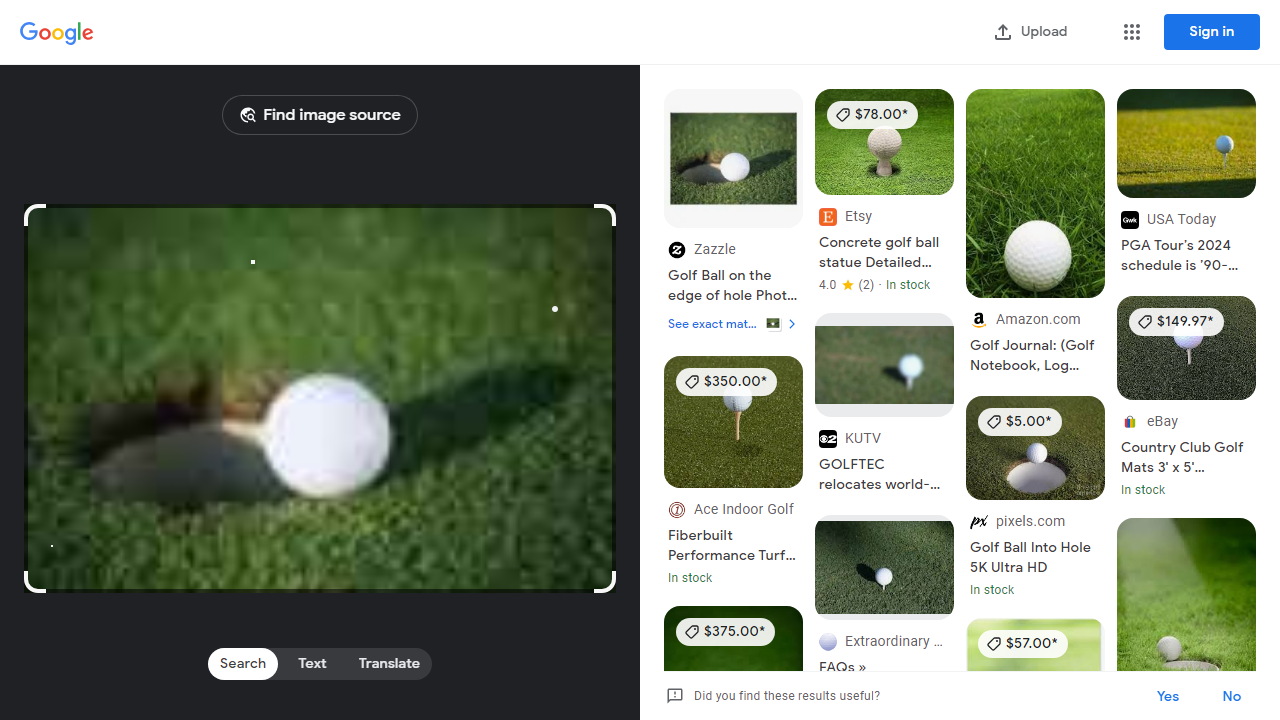 Google
Upload
Sign in
Find image source
Search
Text
Translate
Zazzle
Golf Ball on the
edge of hole Phot...
See exact mat...
$350.00*
Ace Indoor Golf
Fiberbuilt
Performance Turf...
In stock
$375.00*
$78.00*
Etsy
Concrete golf ball
statue Detailed...
4.0 (2) · In stock
KUTV
GOLFTEC
relocates world-...
Extraordinary ...
FAQs »
Amazon.com
Golf Journal: (Golf
Notebook, Log...
$5.00*
pixels.com
Golf Ball Into Hole
5K Ultra HD
In stock
$57.00*
USA Today
PGA Tour's 2024
schedule is '90-...
$149.97*
eBay
Country Club Golf
Mats 3' x 5'...
In stock
Did you find these results useful?
Yes
No